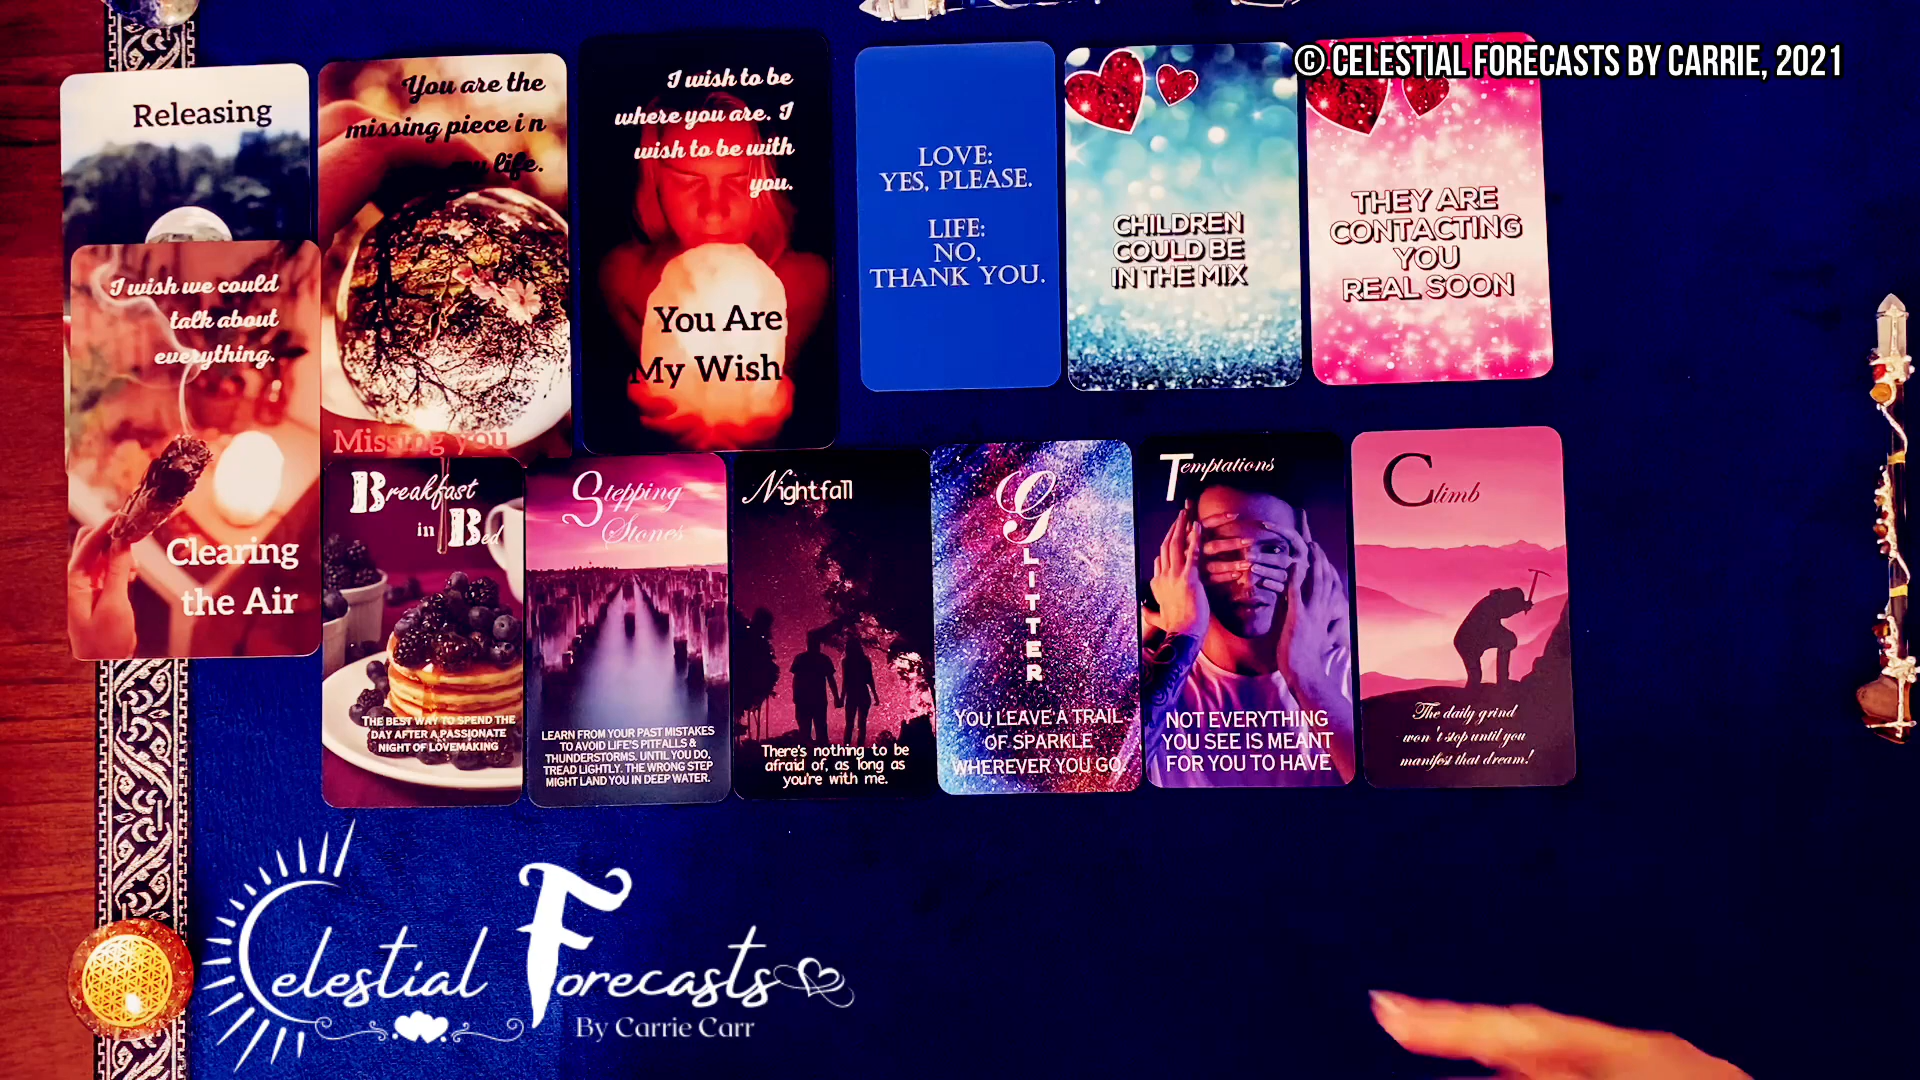 © CELESTIAL FORECASTS BY CARRIE, 2021
Releasing
I wish we could
talk about
everything.
Clearing
the Air
You are the
missing piece i n
my life.
Missing you
I wish to be
where you are. I
wish to be with
you.
You Are
My Wish
LOVE:
YES, PLEASE.
LIFE:
NO,
THANK YOU.
CHILDREN
COULD BE
IN THE MIX
THEY ARE
CONTACTING
YOU
REAL SOON
Breakfast
in Bed
THE BEST WAY TO SPEND THE
DAY AFTER A PASSIONATE
NIGHT OF LOVEMAKING
Stepping
Stones
LEARN FROM YOUR PAST MISTAKES
TO AVOID LIFE'S PITFALLS &
THUNDERSTORMS. UNTIL YOU DO,
TREAD LIGHTLY. THE WRONG STEP
MIGHT LAND YOU IN DEEP WATER.
Nightfall
There's nothing to be
afraid of, as long as
you're with me.
GLITTER
YOU LEAVE A TRAIL
OF SPARKLE
WHEREVER YOU GO.
Temptations
NOT EVERYTHING
YOU SEE IS MEANT
FOR YOU TO HAVE
Climb
The daily grind
won't stop until you
manifest that dream!
Celestial Forecasts
By Carrie Carr